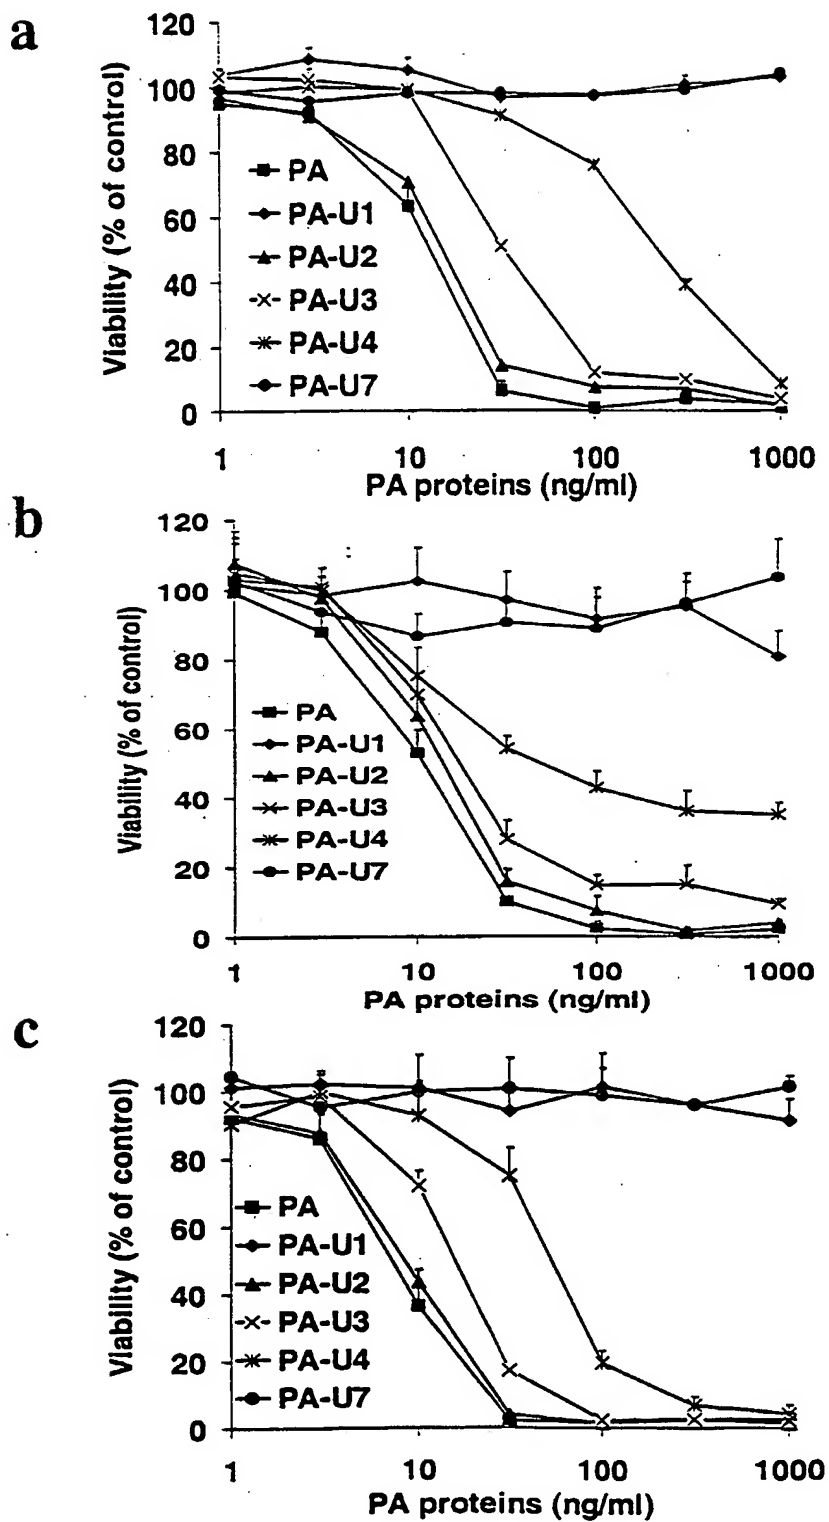 a
120
100
80
60
40
20
0
Viability (% of control)
PA
PA-U1
PA-U2
PA-U3
PA-U4
PA-U7
1 10 100 1000
PA proteins (ng/ml)
b
120
100
80
60
40
20
0
Viability (% of control)
PA
PA-U1
PA-U2
PA-U3
PA-U4
PA-U7
1 10 100 1000
PA proteins (ng/ml)
c
120
100
80
60
40
20
0
Viability (% of control)
PA
PA-U1
PA-U2
PA-U3
PA-U4
PA-U7
1 10 100 1000
PA proteins (ng/ml)